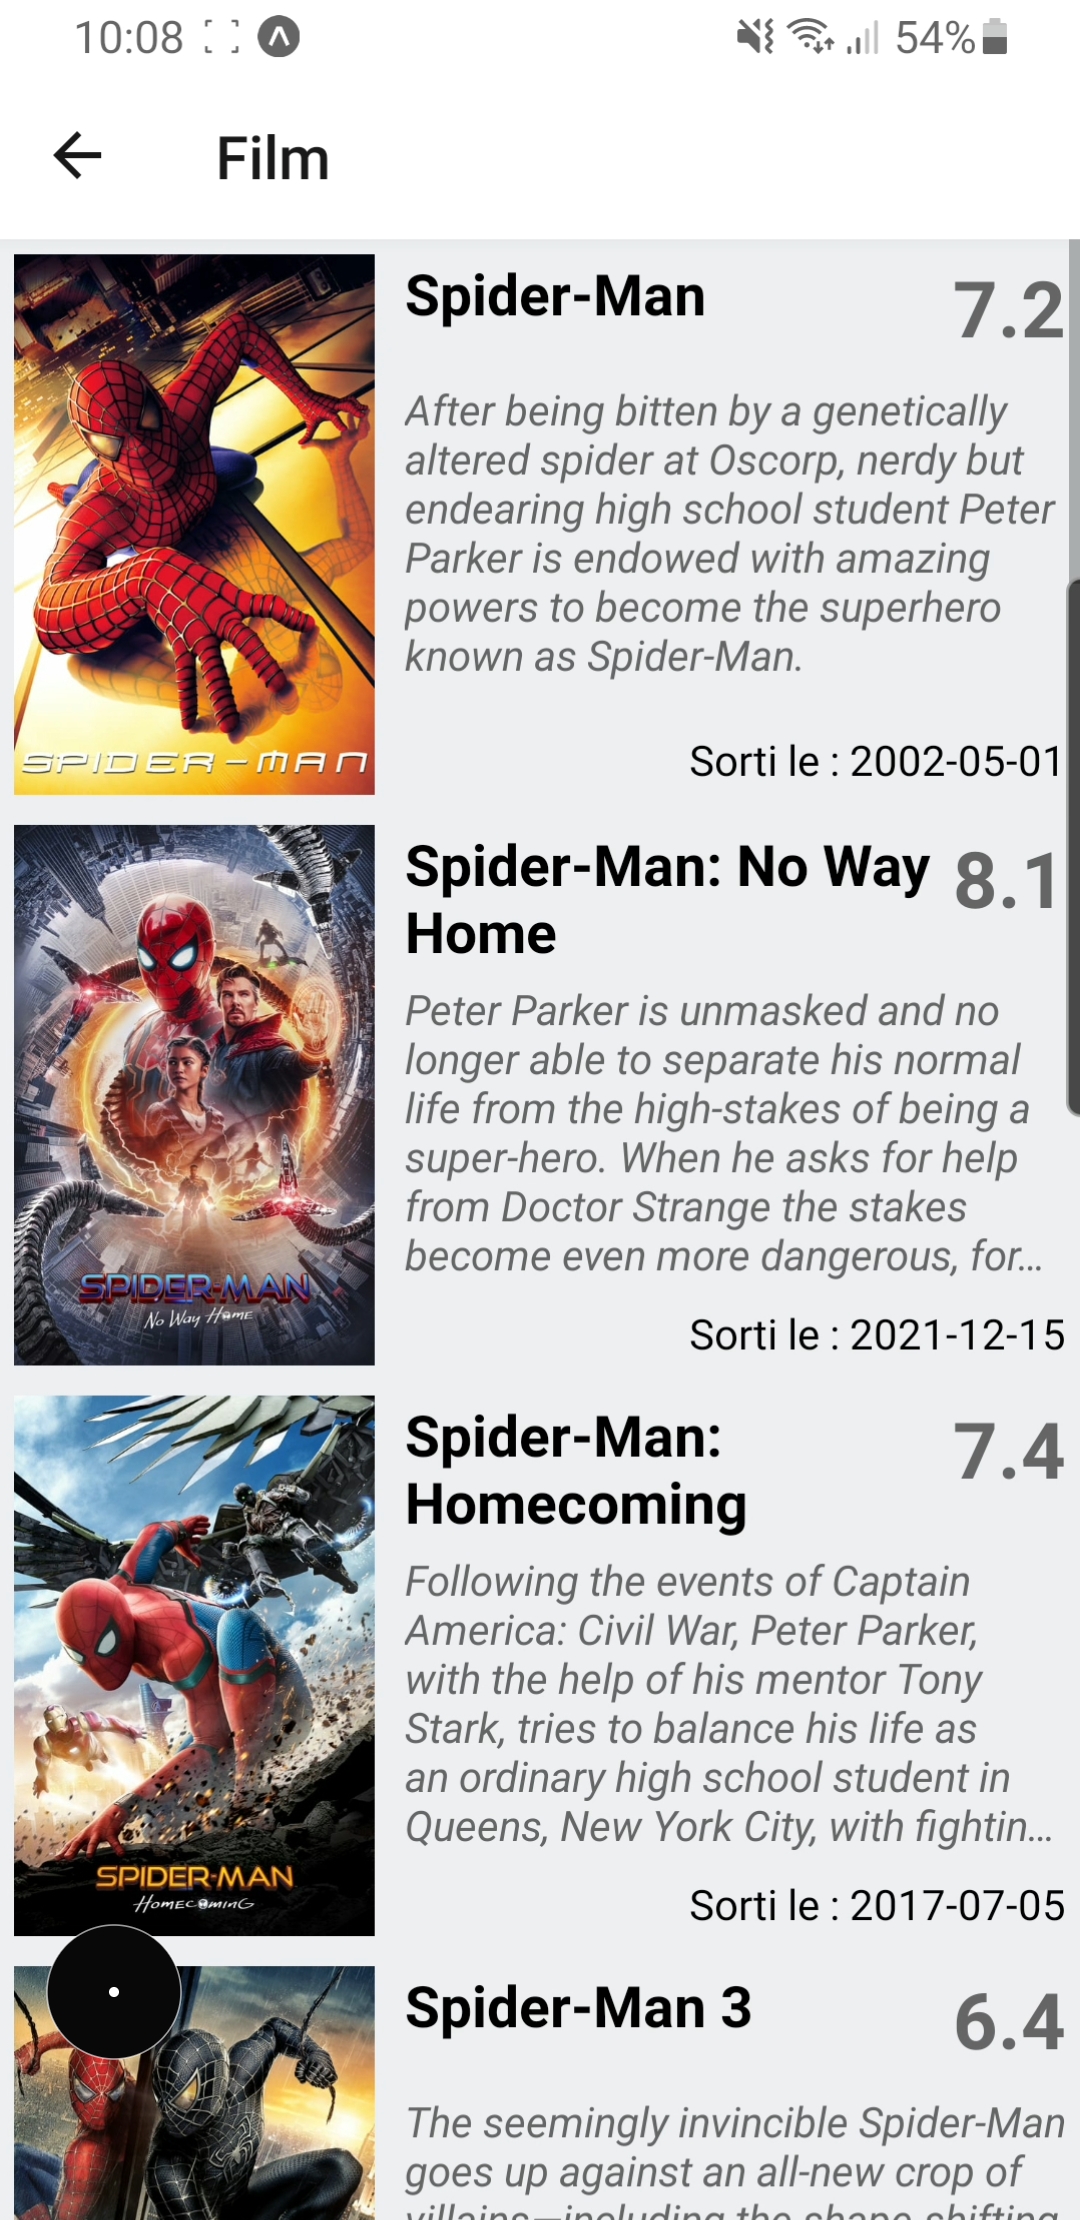 10:08
54%
Film
Spider-Man
7.2
After being bitten by a genetically
altered spider at Oscorp, nerdy but
endearing high school student Peter
Parker is endowed with amazing
powers to become the superhero
known as Spider-Man.
Sorti le : 2002-05-01
SPIDER-MAN
Spider-Man: No Way
Home
8.1
Peter Parker is unmasked and no
longer able to separate his normal
life from the high-stakes of being a
super-hero. When he asks for help
from Doctor Strange the stakes
become even more dangerous, for...
Sorti le : 2021-12-15
SPIDER-MAN
No Way Home
Spider-Man:
Homecoming
7.4
Following the events of Captain
America: Civil War, Peter Parker,
with the help of his mentor Tony
Stark, tries to balance his life as
an ordinary high school student in
Queens, New York City, with fightin...
Sorti le : 2017-07-05
SPIDER-MAN
HOMECOMING
Spider-Man 3
6.4
The seemingly invincible Spider-Man
goes up against an all-new crop of
villains—including the shape-shifting